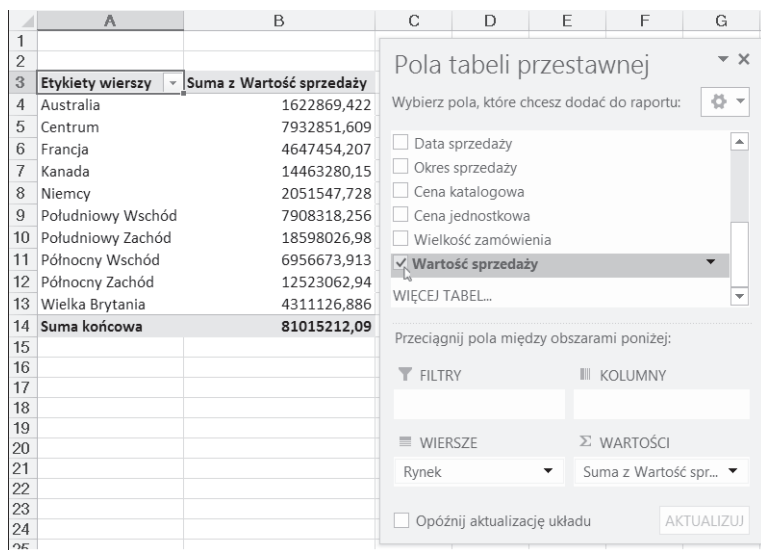 A B C D E F G
1
2
3 Etykiety wierszy Suma z Wartość sprzedaży
4 Australia 1622869,422
5 Centrum 7932851,609
6 Francja 4647454,207
7 Kanada 14463280,15
8 Niemcy 2051547,728
9 Południowy Wschód 7908318,256
10 Południowy Zachód 18598026,98
11 Północny Wschód 6956673,913
12 Północny Zachód 12523062,94
13 Wielka Brytania 4311126,886
14 Suma końcowa 81015212,09
15
16
17
18
19
20
21
22
23
24
25
Pola tabeli przestawnej
Wybierz pola, które chcesz dodać do raportu:
Data sprzedaży
Okres sprzedaży
Cena katalogowa
Cena jednostkowa
Wielkość zamówienia
Wartość sprzedaży
WIĘCEJ TABEL...
Przeciągnij pola między obszarami poniżej:
FILTRY KOLUMNY
WIERSZE Σ WARTOŚCI
Rynek Suma z Wartość spr...
Opóźnij aktualizację układu AKTUALIZUJ